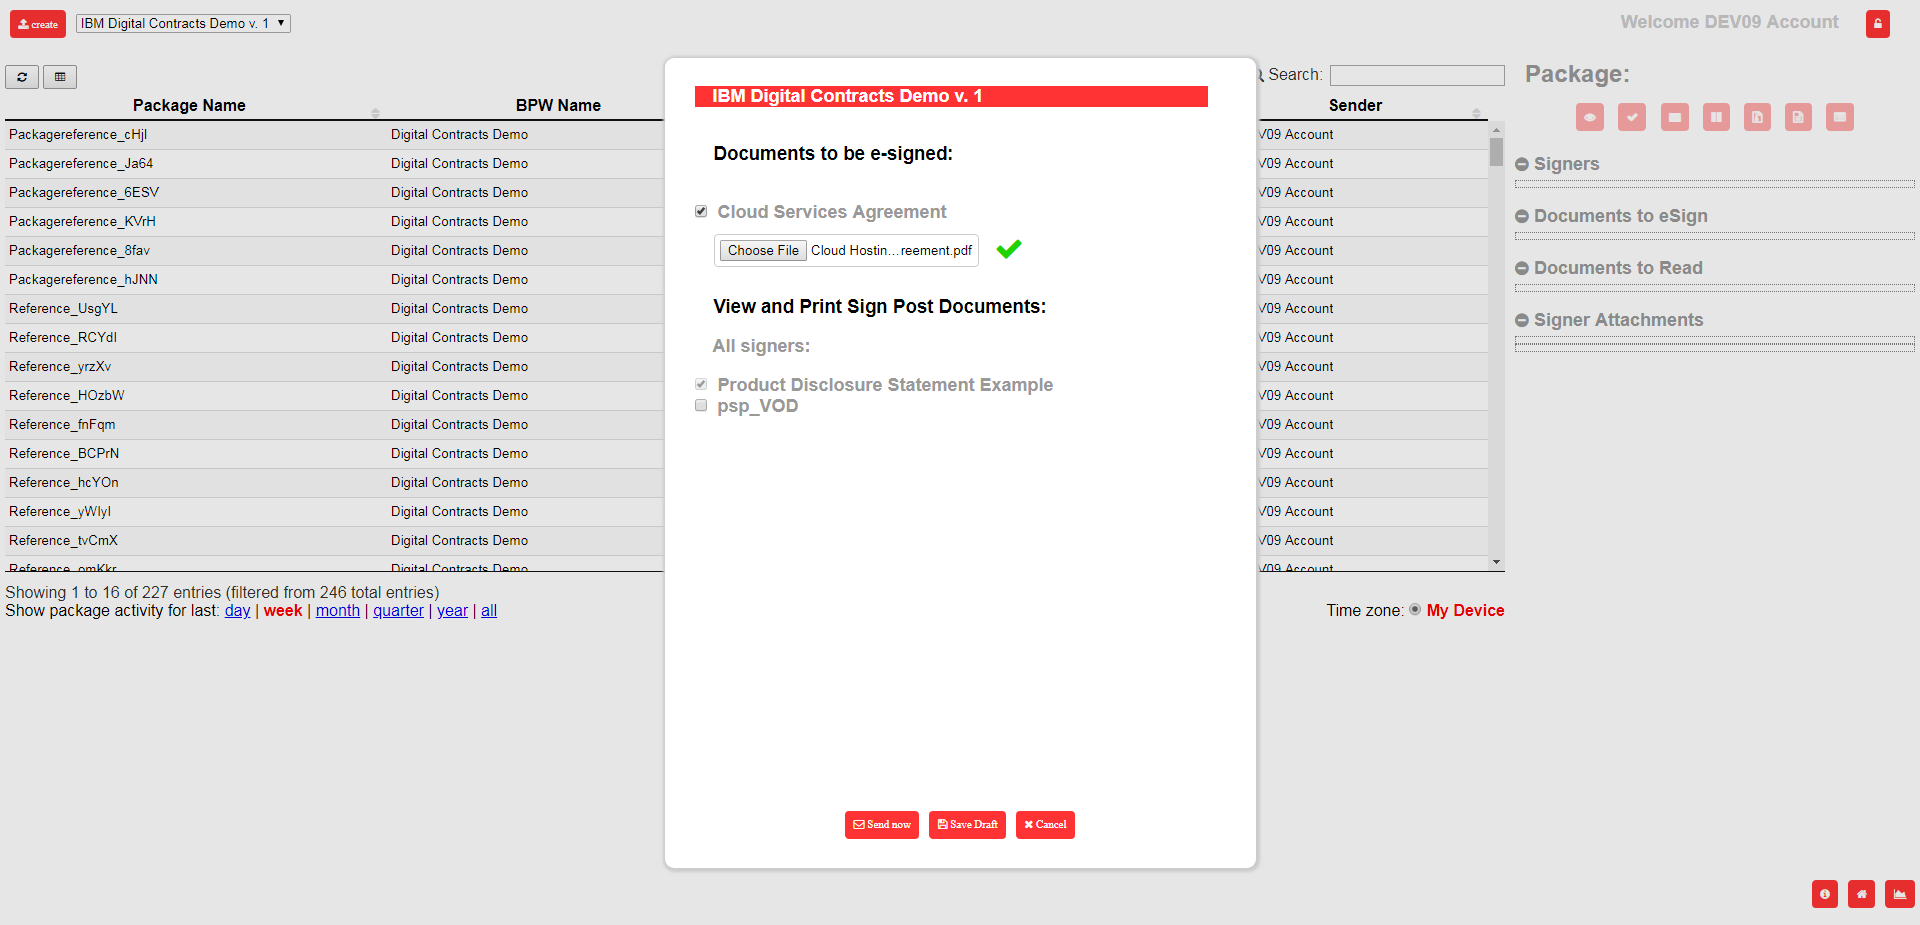 create
IBM Digital Contracts Demo v. 1
Welcome DEV09 Account
Search:
Package:
Package Name
BPW Name
Sender
Packagereference_cHjI Digital Contracts Demo V09 Account
Packagereference_Ja64 Digital Contracts Demo V09 Account
Packagereference_6ESV Digital Contracts Demo V09 Account
Packagereference_KVrH Digital Contracts Demo V09 Account
Packagereference_8fav Digital Contracts Demo V09 Account
Packagereference_hJNN Digital Contracts Demo V09 Account
Reference_UsgYL Digital Contracts Demo V09 Account
Reference_RCYdI Digital Contracts Demo V09 Account
Reference_yrzXv Digital Contracts Demo V09 Account
Reference_HOzbW Digital Contracts Demo V09 Account
Reference_fnFqm Digital Contracts Demo V09 Account
Reference_BCPrN Digital Contracts Demo V09 Account
Reference_hcYOn Digital Contracts Demo V09 Account
Reference_yWIyI Digital Contracts Demo V09 Account
Reference_tvCmX Digital Contracts Demo V09 Account
Reference_omKkr Digital Contracts Demo V09 Account
Showing 1 to 16 of 227 entries (filtered from 246 total entries)
Show package activity for last: day | week | month | quarter | year | all
Time zone: My Device
IBM Digital Contracts Demo v. 1
Documents to be e-signed:
Cloud Services Agreement
Choose File Cloud Hostin...reement.pdf
View and Print Sign Post Documents:
All signers:
Product Disclosure Statement Example
psp_VOD
Send now
Save Draft
Cancel
Signers
Documents to eSign
Documents to Read
Signer Attachments